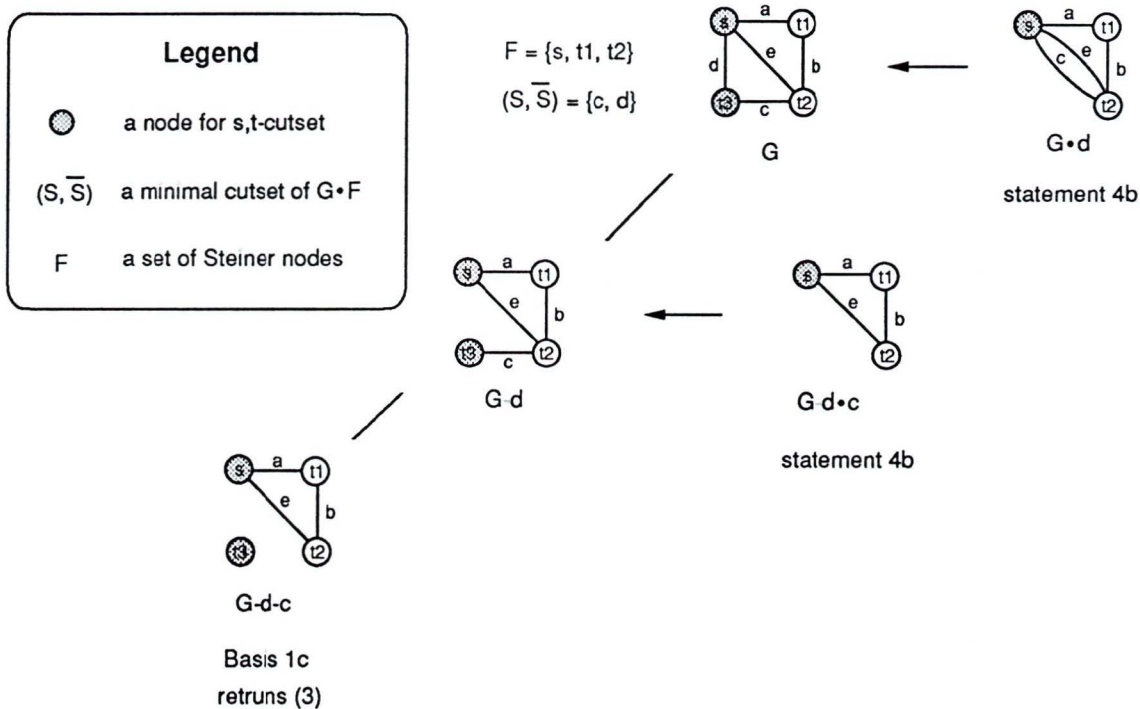 Legend
a node for s,t-cutset
(S, S̅) a minimal cutset of G•F
F a set of Steiner nodes
F = {s, t1, t2}
(S, S̅) = {c, d}
s a t1
d e b
t3 c t2
G
s a t1
c e b
t2
G•d
statement 4b
s a t1
e b
t3 c t2
G-d
s a t1
e b
t2
G-d•c
statement 4b
s a t1
e b
t3 t2
G-d-c
Basis 1c
retruns (3)